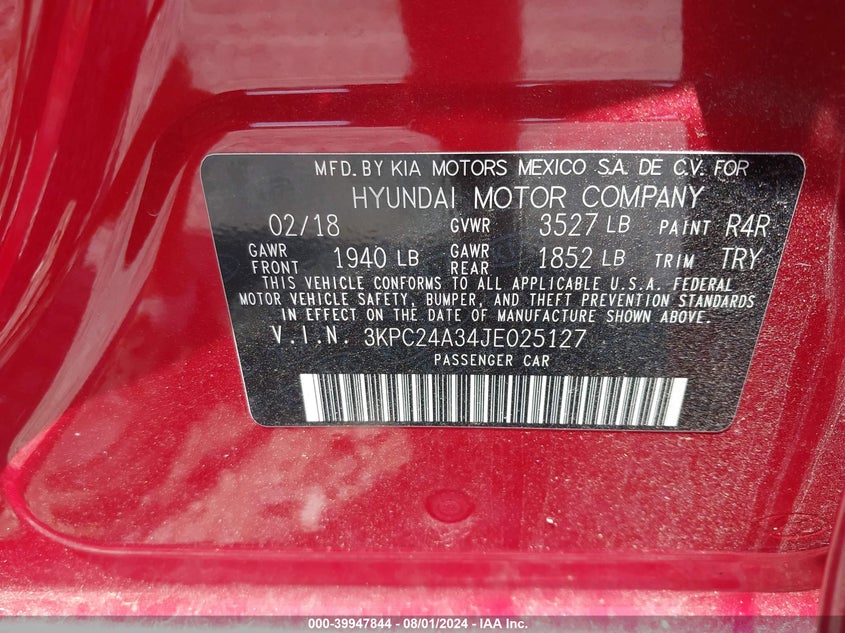 MFD. BY KIA MOTORS MEXICO S.A. DE C.V. FOR
HYUNDAI MOTOR COMPANY
02/18 GVWR 3527 LB PAINT R4R
GAWR FRONT 1940 LB GAWR REAR 1852 LB TRIM TRY
THIS VEHICLE CONFORMS TO ALL APPLICABLE U.S.A. FEDERAL
MOTOR VEHICLE SAFETY, BUMPER, AND THEFT PREVENTION STANDARDS
IN EFFECT ON THE DATE OF MANUFACTURE SHOWN ABOVE.
V.I.N. 3KPC24A34JE025127
PASSENGER CAR
000-39947844 - 08/01/2024 - IAA Inc.